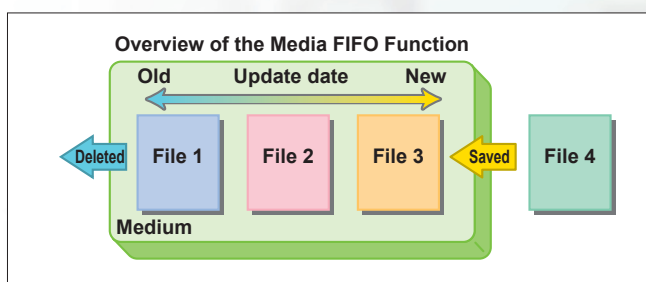 Overview of the Media FIFO Function
Old Update date New
Deleted File 1 File 2 File 3 Saved File 4
Medium